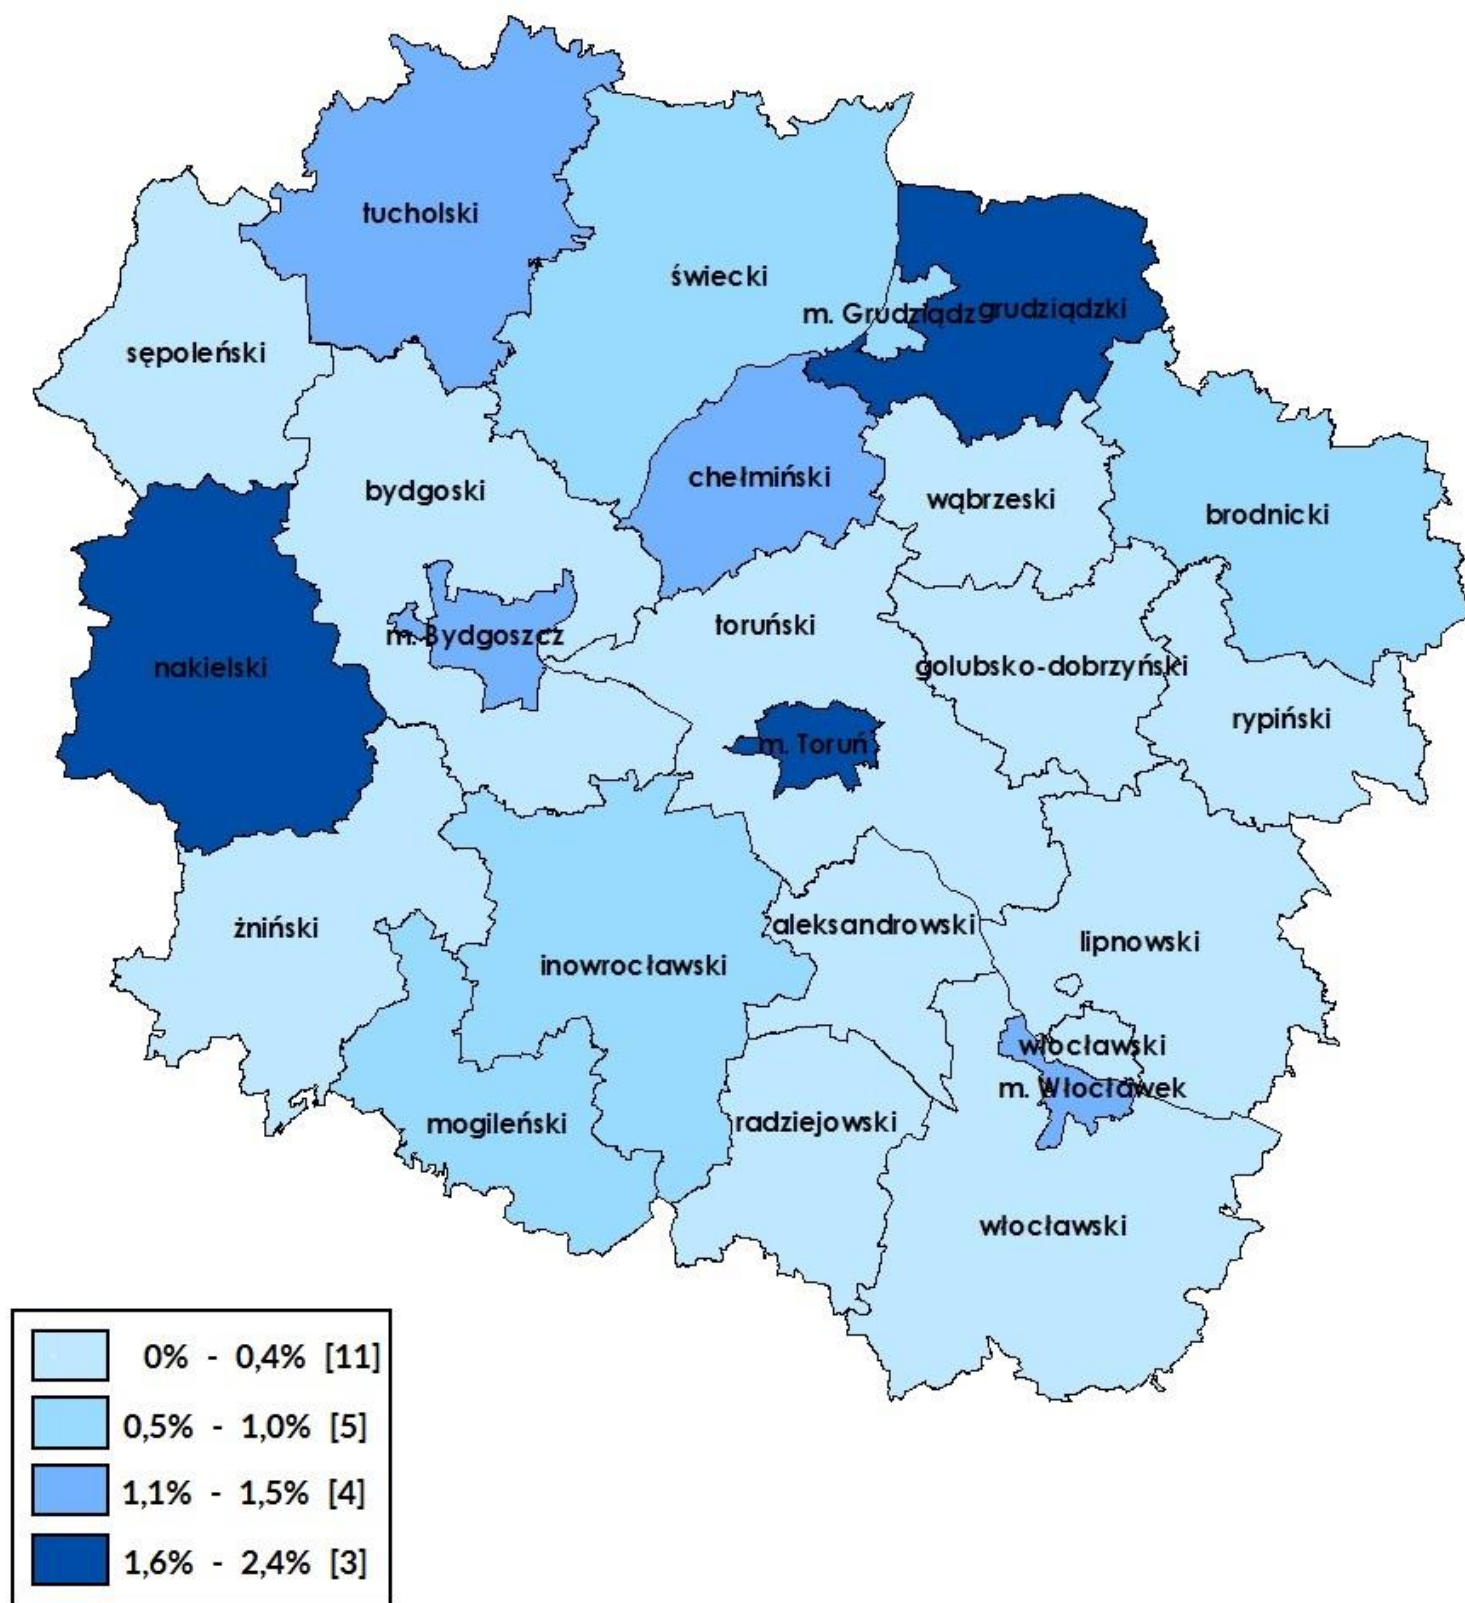 tucholski
świecki
m. Grudziądz
grudziądzki
sępoleński
chełmiński
bydgoski
wąbrzeski
brodnicki
m. Bydgoszcz
toruński
nakielski
golubsko-dobrzyński
rypiński
m. Toruń
żniński
aleksandrowski
lipnowski
inowrocławski
włocławski
m. Włocławek
mogileński
radziejowski
włocławski
0% - 0,4% [11]
0,5% - 1,0% [5]
1,1% - 1,5% [4]
1,6% - 2,4% [3]